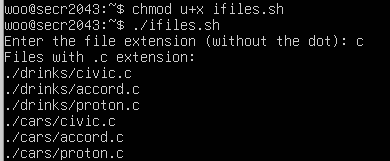 woo@secr2043:~$ chmod u+x ifiles.sh
woo@secr2043:~$ ./ifiles.sh
Enter the file extension (without the dot): c
Files with .c extension:
./drinks/civic.c
./drinks/accord.c
./drinks/proton.c
./cars/civic.c
./cars/accord.c
./cars/proton.c